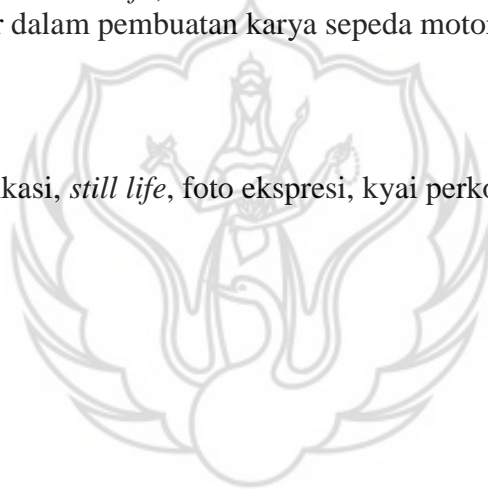 r dalam pembuatan karya sepeda motor
kasi, still life, foto ekspresi, kyai perko